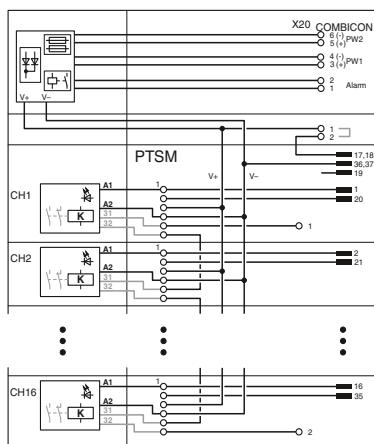 X20 COMBICON
6 (-)
5 (+) PW2
4 (-)
3 (+) PW1
2
1 Alarm
V+ V–
1
2
PTSM
17,18
36,37
19
V+ V–
CH1
A1
A2
31
32
K
1
1
20
1
CH2
A1
A2
31
32
K
1
2
21
CH16
A1
A2
31
32
K
1
16
35
2